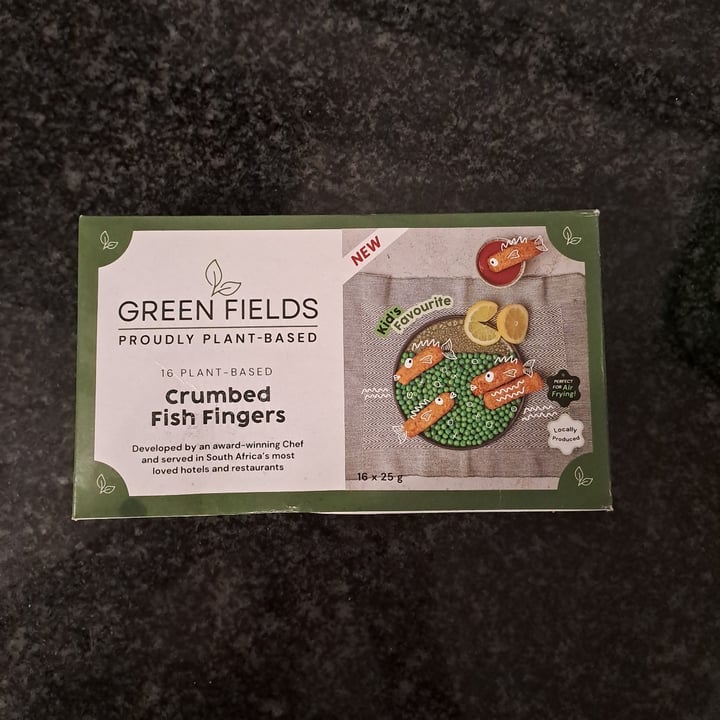 GREEN FIELDS
PROUDLY PLANT-BASED
16 PLANT-BASED
Crumbed
Fish Fingers
Developed by an award-winning Chef
and served in South Africa's most
loved hotels and restaurants
NEW
Kid's
Favourite
PERFECT
FOR Air
Frying!
Locally
Produced
16 x 25 g